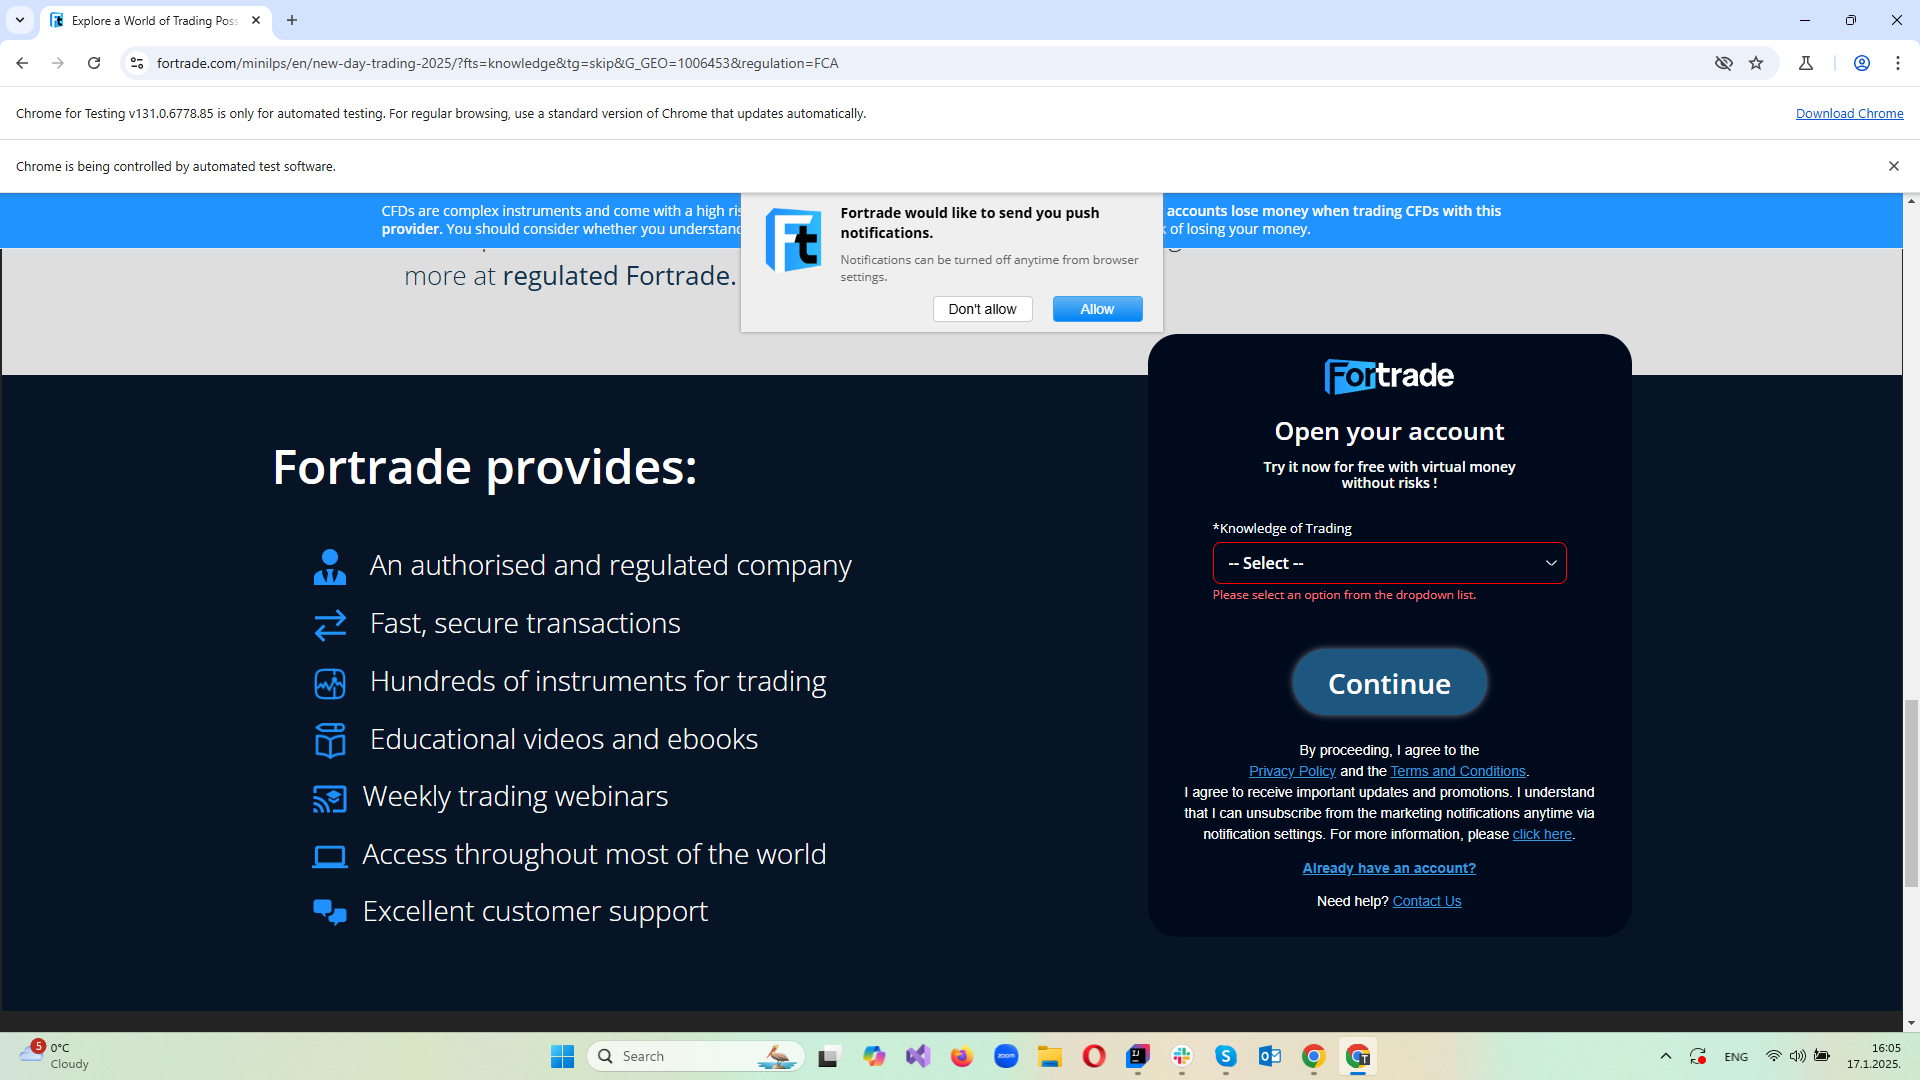 Explore a World of Trading Poss
fortrade.com/minilps/en/new-day-trading-2025/?fts=knowledge&tg=skip&G_GEO=1006453&regulation=FCA
Chrome for Testing v131.0.6778.85 is only for automated testing. For regular browsing, use a standard version of Chrome that updates automatically.
Download Chrome
Chrome is being controlled by automated test software.
CFDs are complex instruments and come with a high ris
accounts lose money when trading CFDs with this
provider. You should consider whether you understand
of losing your money.
Ft
Fortrade would like to send you push
notifications.
Notifications can be turned off anytime from browser
settings.
Don't allow
Allow
more at regulated Fortrade.
Fortrade
Open your account
Try it now for free with virtual money
without risks !
*Knowledge of Trading
-- Select --
Please select an option from the dropdown list.
Continue
By proceeding, I agree to the
Privacy Policy and the Terms and Conditions.
I agree to receive important updates and promotions. I understand
that I can unsubscribe from the marketing notifications anytime via
notification settings. For more information, please click here.
Already have an account?
Need help? Contact Us
Fortrade provides:
An authorised and regulated company
Fast, secure transactions
Hundreds of instruments for trading
Educational videos and ebooks
Weekly trading webinars
Access throughout most of the world
Excellent customer support
5
0°C
Cloudy
Search
zoom
ENG
16:05
17.1.2025.